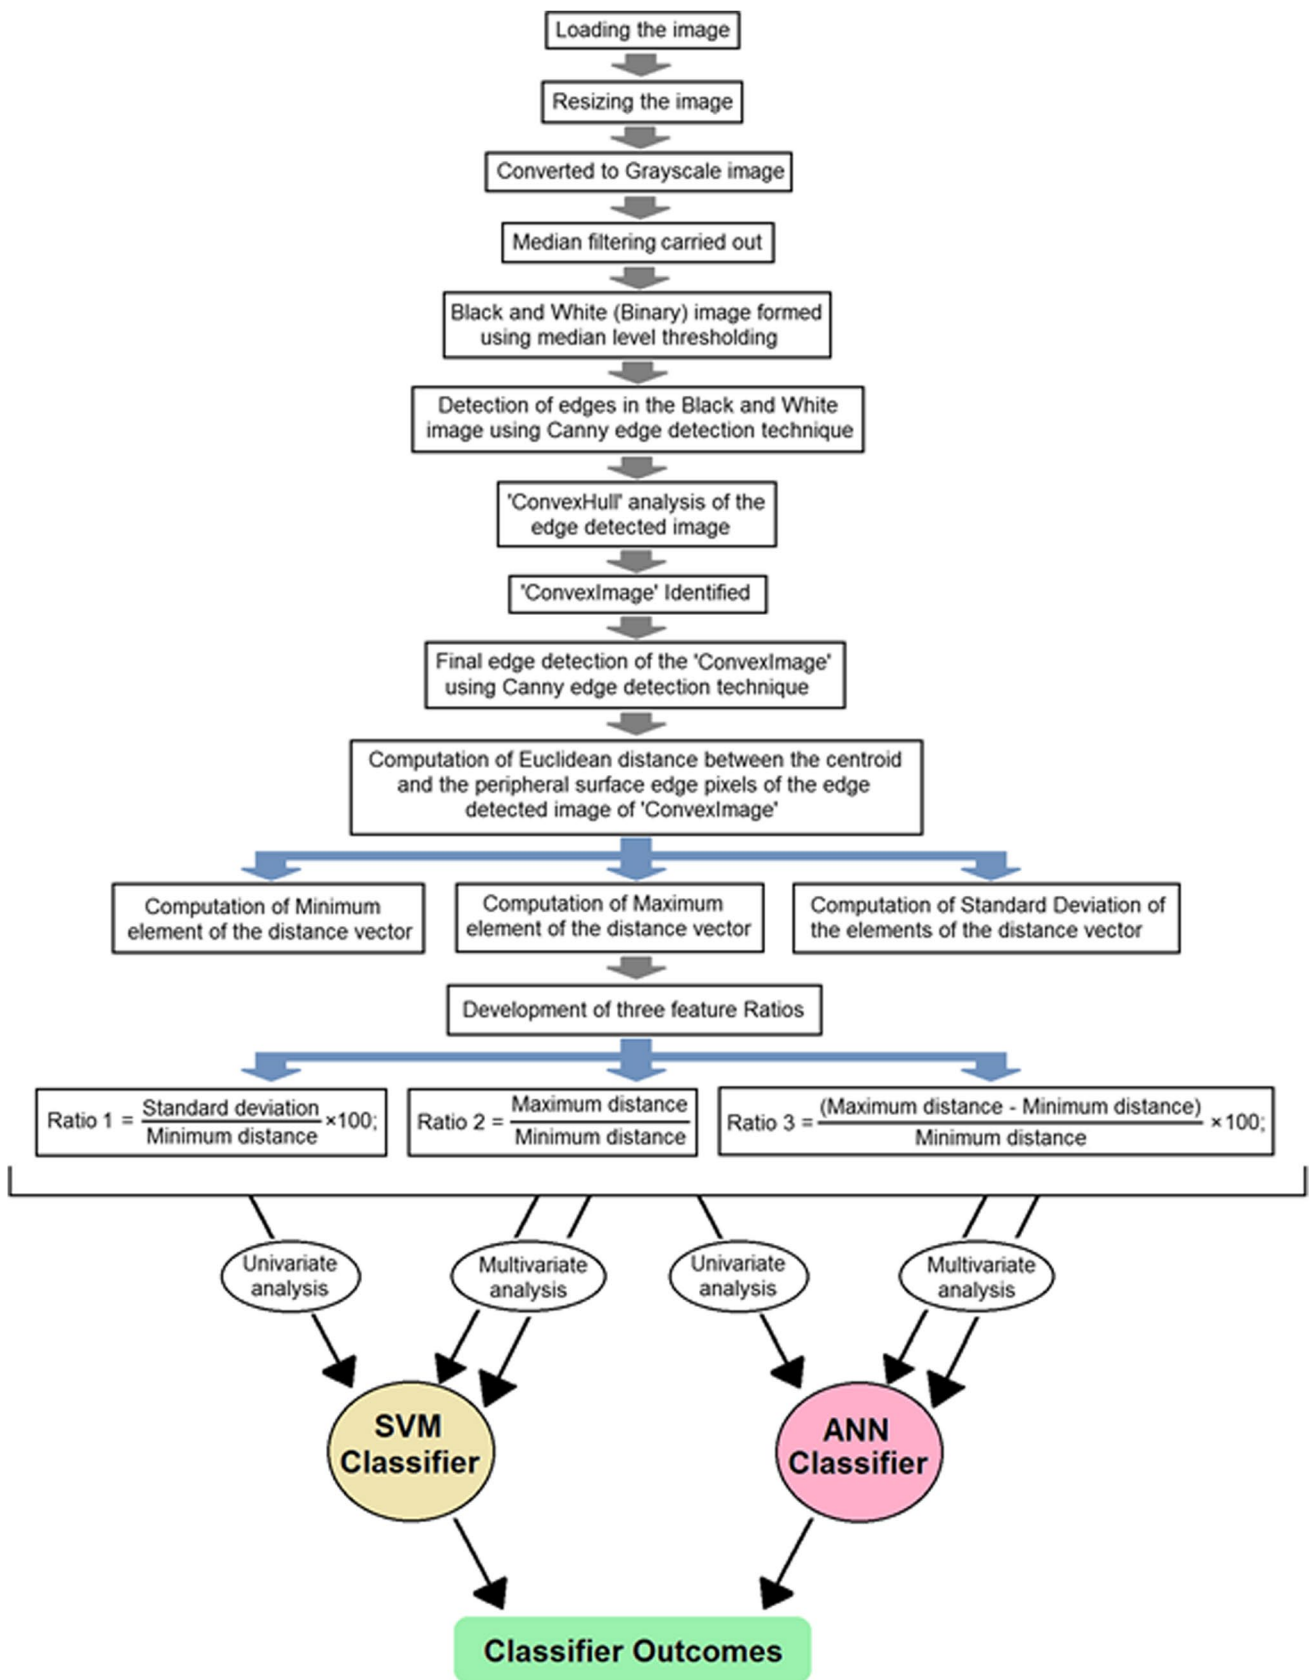 Loading the image
Resizing the image
Converted to Grayscale image
Median filtering carried out
Black and White (Binary) image formed
using median level thresholding
Detection of edges in the Black and White
image using Canny edge detection technique
'ConvexHull' analysis of the
edge detected image
'ConvexImage' Identified
Final edge detection of the 'ConvexImage'
using Canny edge detection technique
Computation of Euclidean distance between the centroid
and the peripheral surface edge pixels of the edge
detected image of 'ConvexImage'
Computation of Minimum
element of the distance vector
Computation of Maximum
element of the distance vector
Computation of Standard Deviation of
the elements of the distance vector
Development of three feature Ratios
Ratio 1 = Standard deviation / Minimum distance ×100;
Ratio 2 = Maximum distance / Minimum distance
Ratio 3 = (Maximum distance - Minimum distance) / Minimum distance ×100;
Univariate
analysis
Multivariate
analysis
Univariate
analysis
Multivariate
analysis
SVM
Classifier
ANN
Classifier
Classifier Outcomes